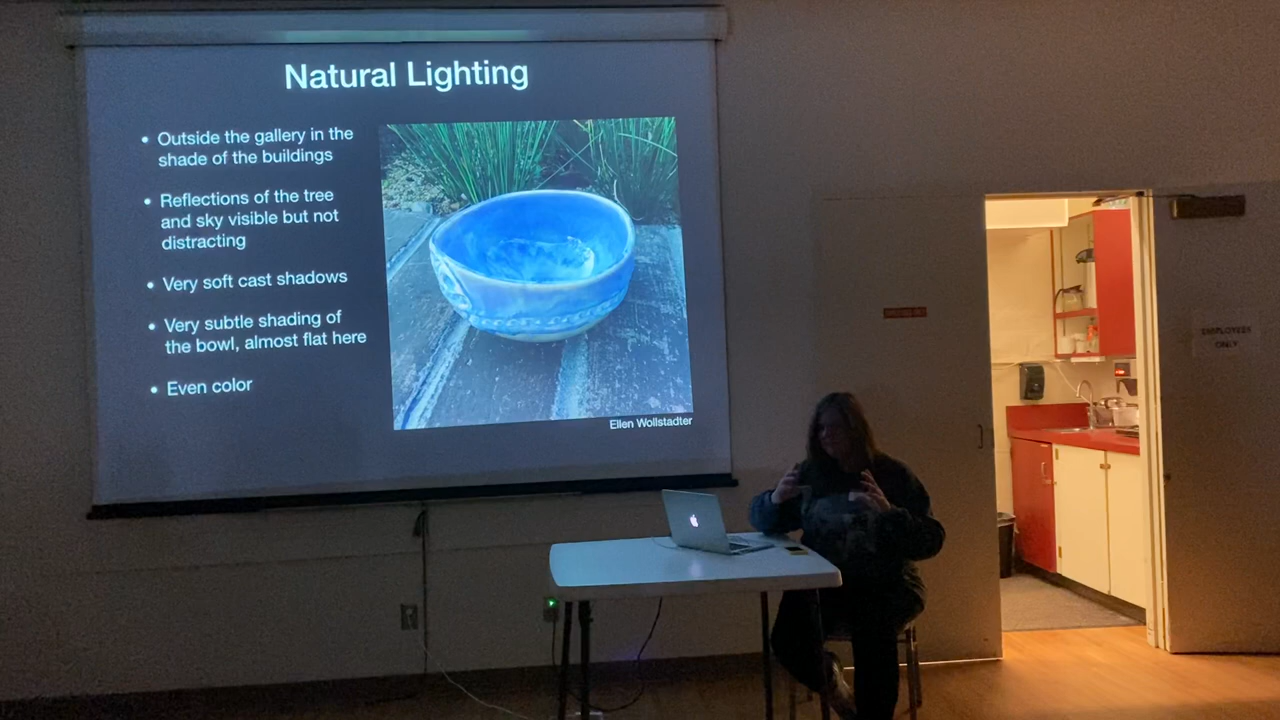 Natural Lighting
• Outside the gallery in the
shade of the buildings
• Reflections of the tree
and sky visible but not
distracting
• Very soft cast shadows
• Very subtle shading of
the bowl, almost flat here
• Even color
Ellen Wollstadter
EMPLOYEES
ONLY